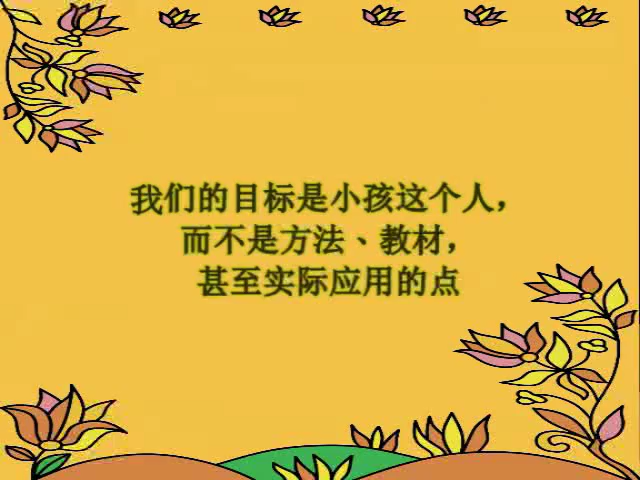 我们的目标是小孩这个人，
而不是方法、教材，
甚至实际应用的点